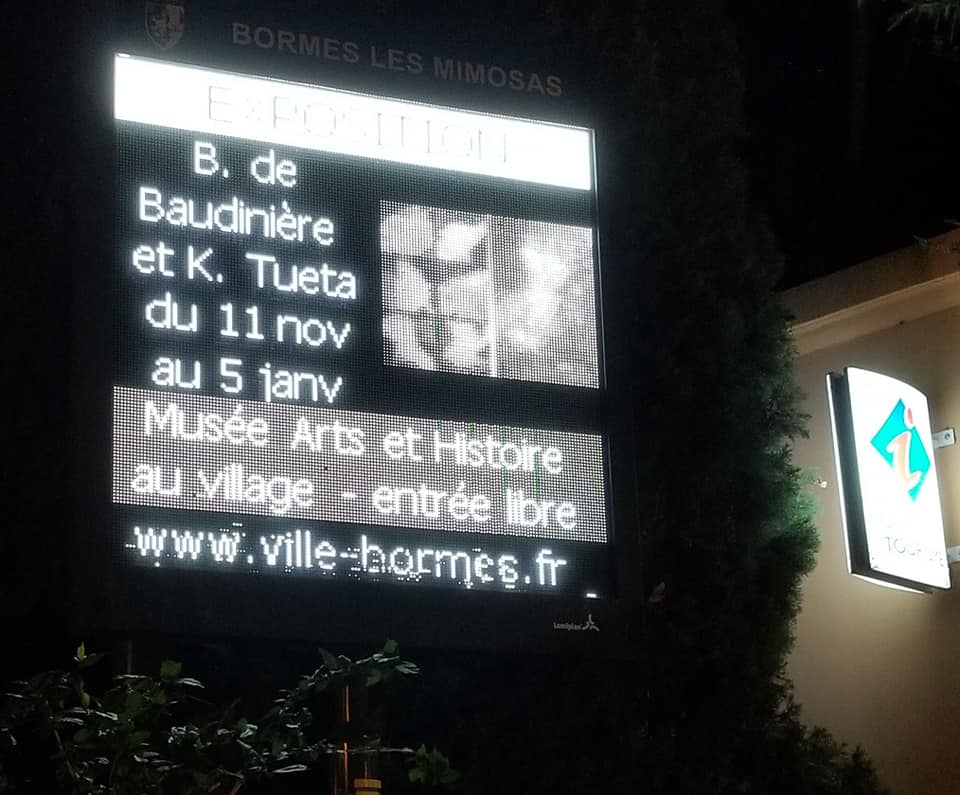 BORMES LES MIMOSAS
EXPOSITION
B. de
Baudinière
et K. Tueta
du 11 nov
au 5 janv
Musée Arts et Histoire
au village - entrée libre
www.ville-bormes.fr
Lumiplan
i